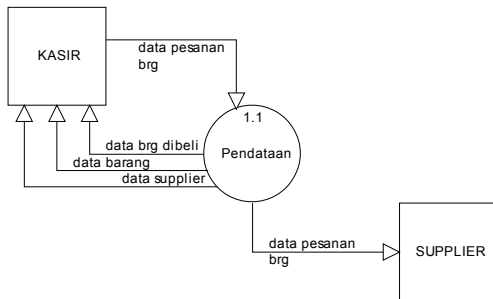 KASIR
data pesanan
brg
1.1
Pendataan
data brg dibeli
data barang
data supplier
data pesanan
brg
SUPPLIER